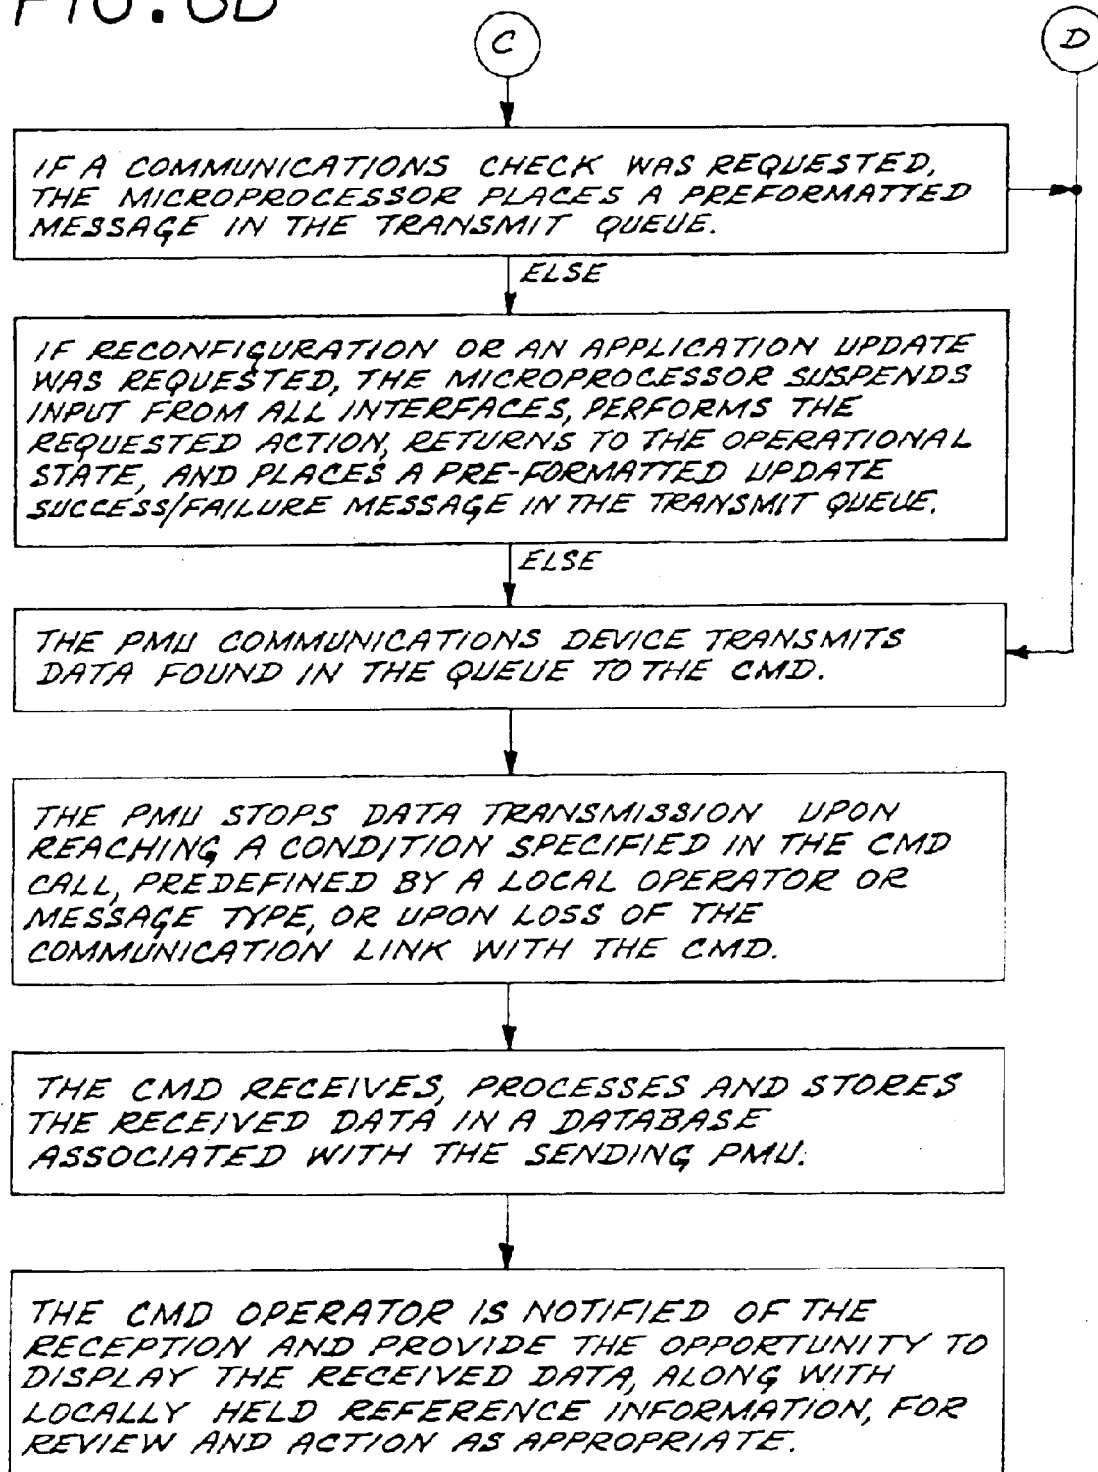 FIG. 6D
C
D
IF A COMMUNICATIONS CHECK WAS REQUESTED,
THE MICROPROCESSOR PLACES A PREFORMATTED
MESSAGE IN THE TRANSMIT QUEUE.
ELSE
IF RECONFIGURATION OR AN APPLICATION UPDATE
WAS REQUESTED, THE MICROPROCESSOR SUSPENDS
INPUT FROM ALL INTERFACES, PERFORMS THE
REQUESTED ACTION, RETURNS TO THE OPERATIONAL
STATE, AND PLACES A PRE-FORMATTED UPDATE
SUCCESS/FAILURE MESSAGE IN THE TRANSMIT QUEUE.
ELSE
THE PMU COMMUNICATIONS DEVICE TRANSMITS
DATA FOUND IN THE QUEUE TO THE CMD.
THE PMU STOPS DATA TRANSMISSION UPON
REACHING A CONDITION SPECIFIED IN THE CMD
CALL, PREDEFINED BY A LOCAL OPERATOR OR
MESSAGE TYPE, OR UPON LOSS OF THE
COMMUNICATION LINK WITH THE CMD.
THE CMD RECEIVES, PROCESSES AND STORES
THE RECEIVED DATA IN A DATABASE
ASSOCIATED WITH THE SENDING PMU.
THE CMD OPERATOR IS NOTIFIED OF THE
RECEPTION AND PROVIDE THE OPPORTUNITY TO
DISPLAY THE RECEIVED DATA, ALONG WITH
LOCALLY HELD REFERENCE INFORMATION, FOR
REVIEW AND ACTION AS APPROPRIATE.